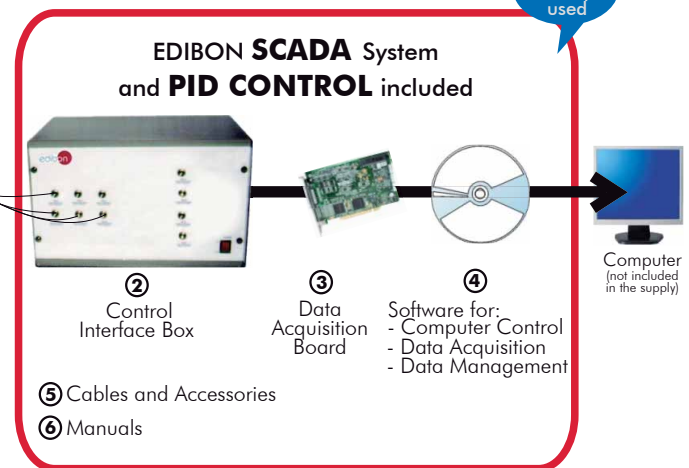 used
EDIBON SCADA System
and PID CONTROL included
edibon
2
Control
Interface Box
3
Data
Acquisition
Board
4
Software for:
- Computer Control
- Data Acquisition
- Data Management
Computer
(not included
in the supply)
5 Cables and Accessories
6 Manuals